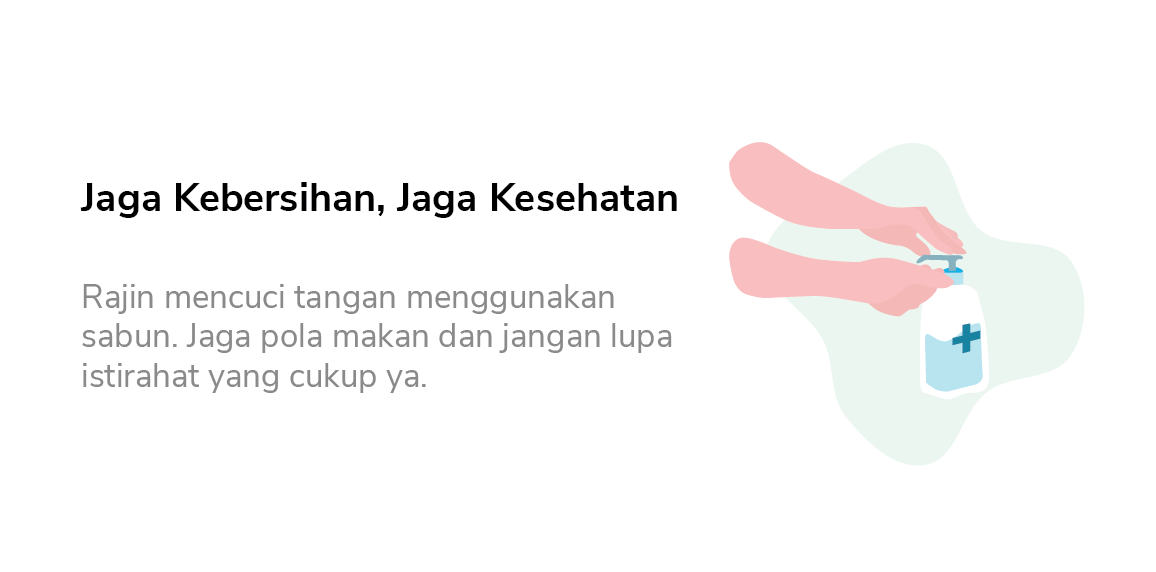 Jaga Kebersihan, Jaga Kesehatan
Rajin mencuci tangan menggunakan
sabun. Jaga pola makan dan jangan lupa
istirahat yang cukup ya.